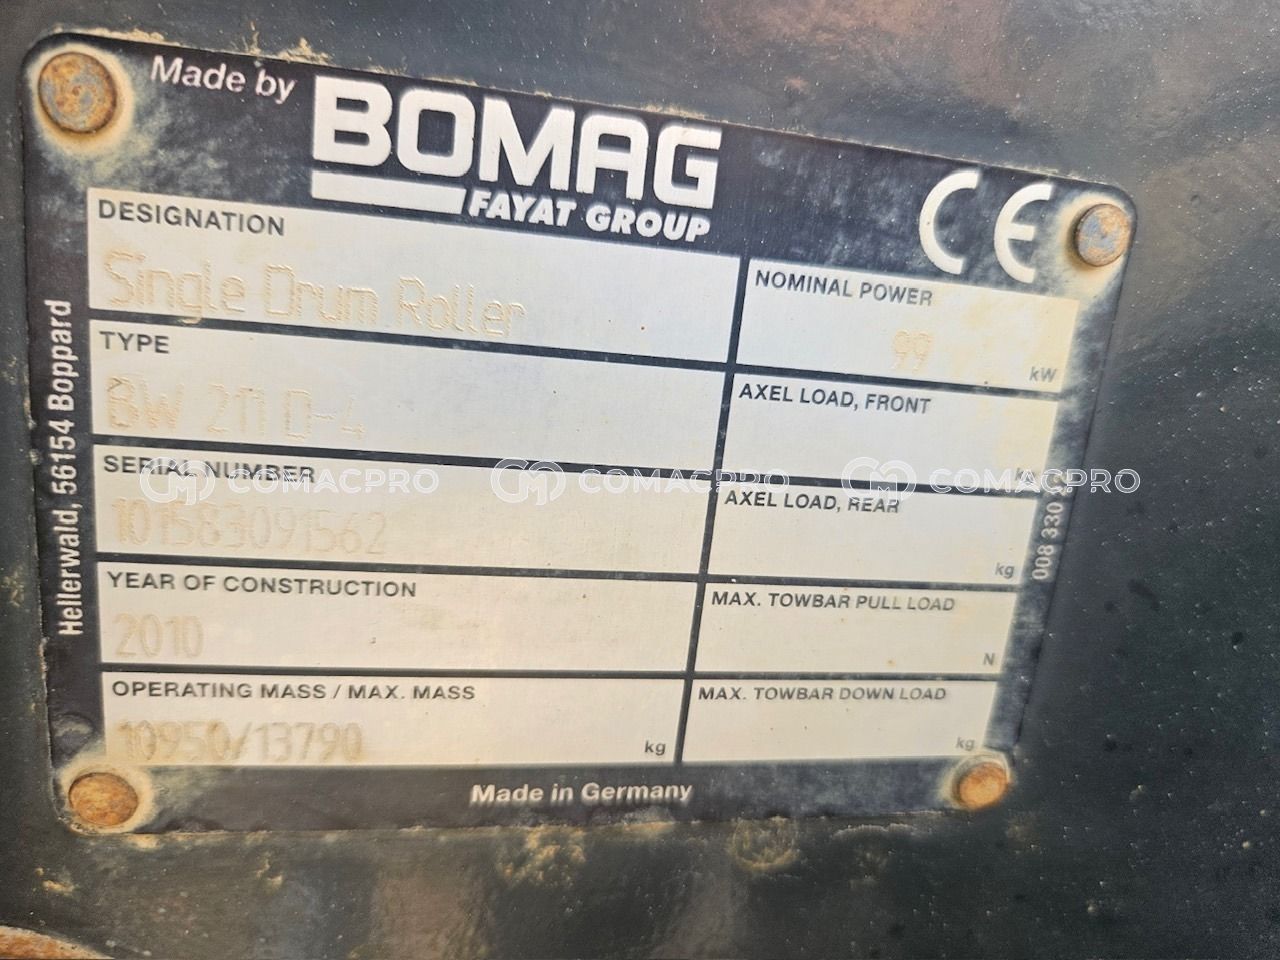 Made by
BOMAG
FAYAT GROUP
CE
DESIGNATION
Single Drum Roller
NOMINAL POWER
99
kW
TYPE
BW 211 D-4
AXEL LOAD, FRONT
SERIAL NUMBER
101583091562
AXEL LOAD, REAR
kg
YEAR OF CONSTRUCTION
2010
MAX. TOWBAR PULL LOAD
N
OPERATING MASS / MAX. MASS
10950/13790
kg
MAX. TOWBAR DOWN LOAD
kg
Made in Germany
Hellerwald, 56154 Boppard
008 330
COMACPRO
COMACPRO
COMACPRO